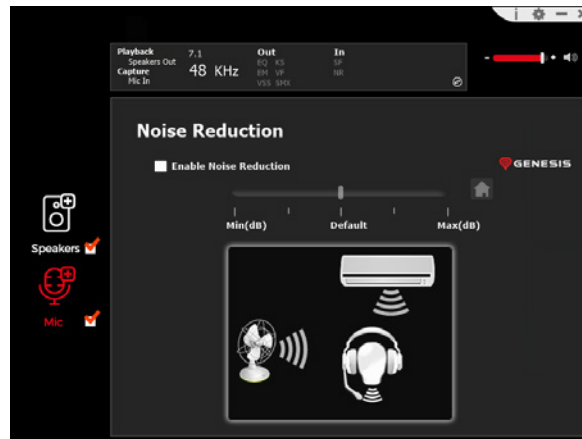 Playback
Speakers Out
Capture
Mic In
7.1
48 KHz
Out
EQ KS
EM VF
VSS SMX
In
SF
NR
Noise Reduction
Enable Noise Reduction
GENESIS
Min(dB) Default Max(dB)
Speakers
Mic